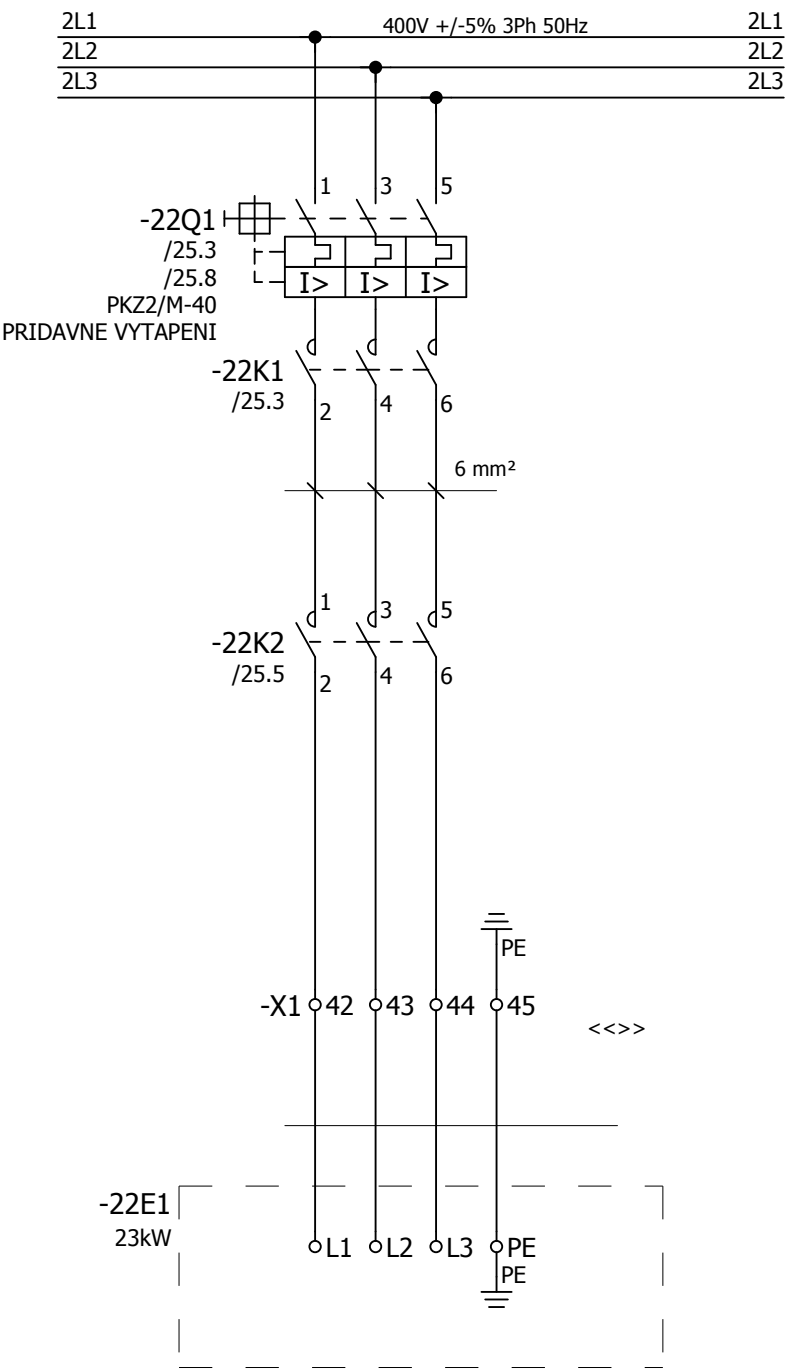 2L1 400V +/-5% 3Ph 50Hz 2L1
2L2 2L2
2L3 2L3
1 3 5
-22Q1
/25.3
/25.8
I> I> I>
PKZ2/M-40
PRIDAVNE VYTAPENI
-22K1
/25.3
2 4 6
6 mm²
1 3 5
-22K2
/25.5
2 4 6
PE
-X1 42 43 44 45
<<>>
-22E1
23kW
L1 L2 L3 PE
PE